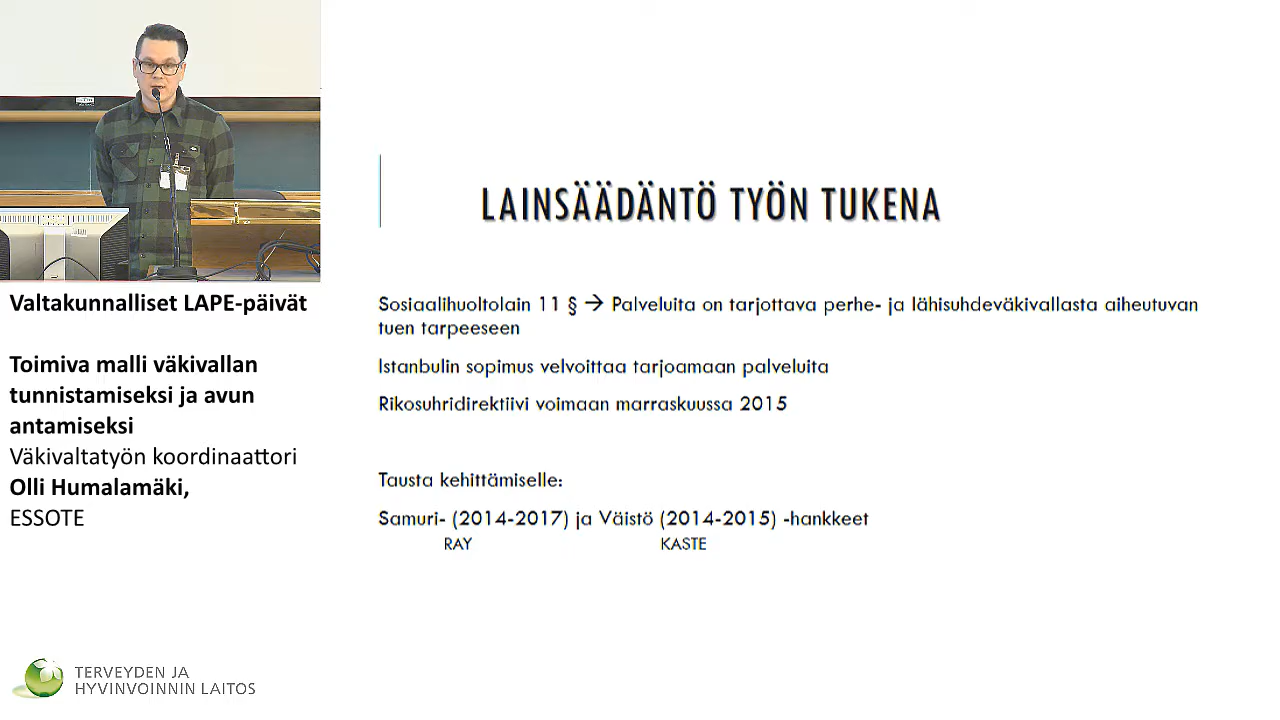 Valtakunnalliset LAPE-päivät
Toimiva malli väkivallan
tunnistamiseksi ja avun
antamiseksi
Väkivaltatyön koordinaattori
Olli Humalamäki,
ESSOTE
TERVEYDEN JA
HYVINVOINNIN LAITOS
LAINSÄÄDÄNTÖ TYÖN TUKENA
Sosiaalihuoltolain 11 § → Palveluita on tarjottava perhe- ja lähisuhdeväkivallasta aiheutuvan
tuen tarpeeseen
Istanbulin sopimus velvoittaa tarjoamaan palveluita
Rikosuhridirektiivi voimaan marraskuussa 2015
Tausta kehittämiselle:
Samuri- (2014-2017) ja Väistö (2014-2015) -hankkeet
RAY KASTE